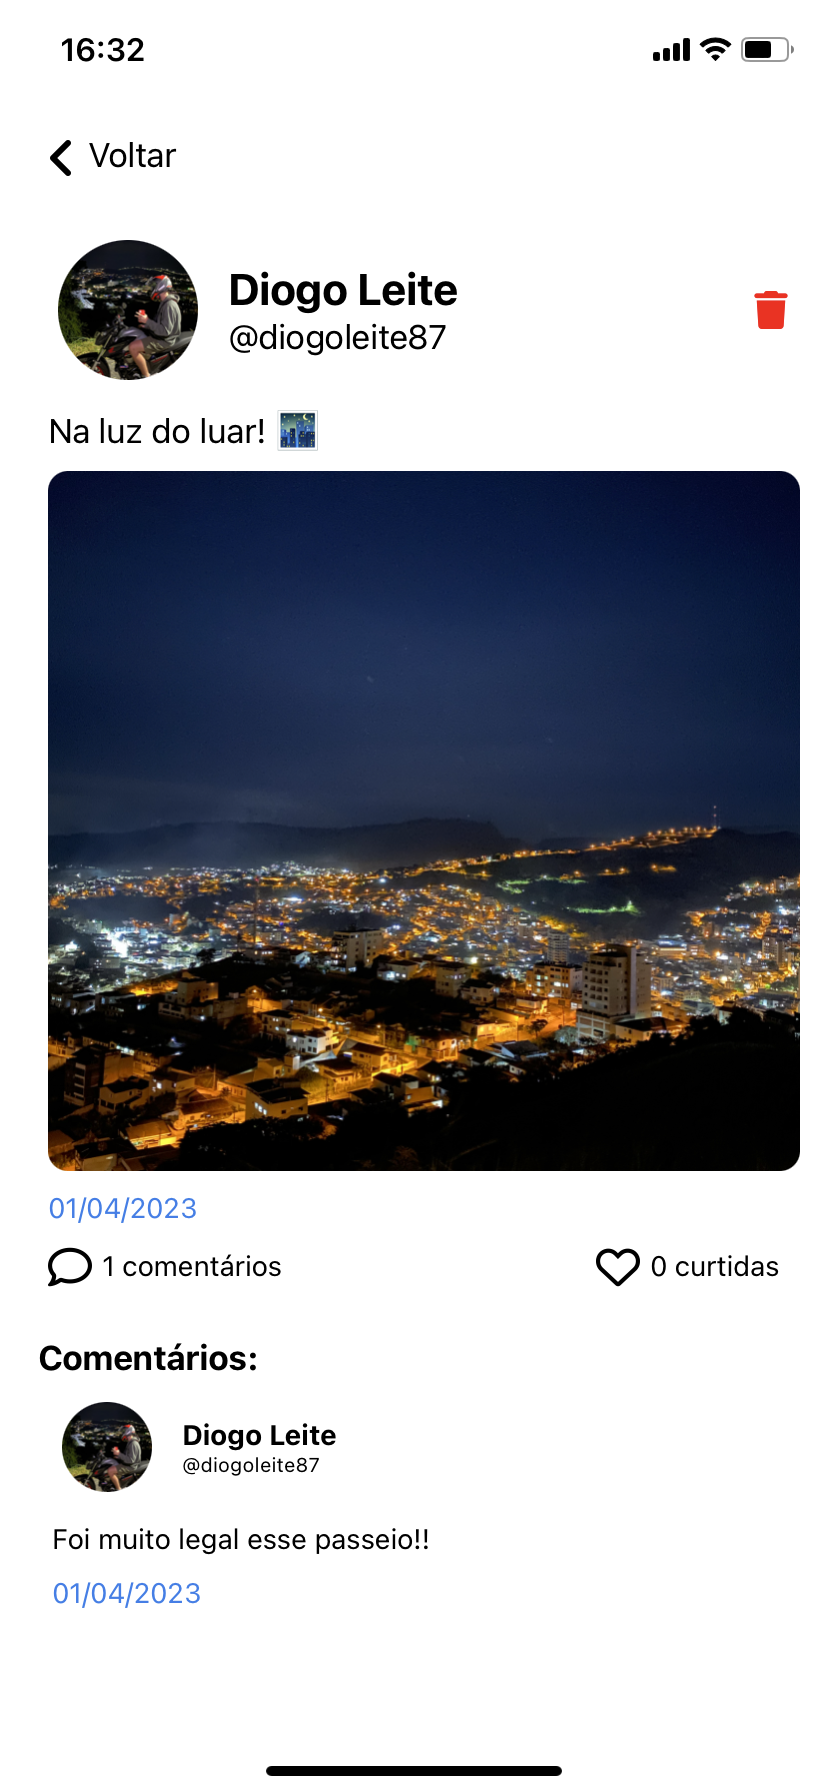 16:32
Voltar
Diogo Leite
@diogoleite87
Na luz do luar! 🌃
01/04/2023
1 comentários
0 curtidas
Comentários:
Diogo Leite
@diogoleite87
Foi muito legal esse passeio!!
01/04/2023